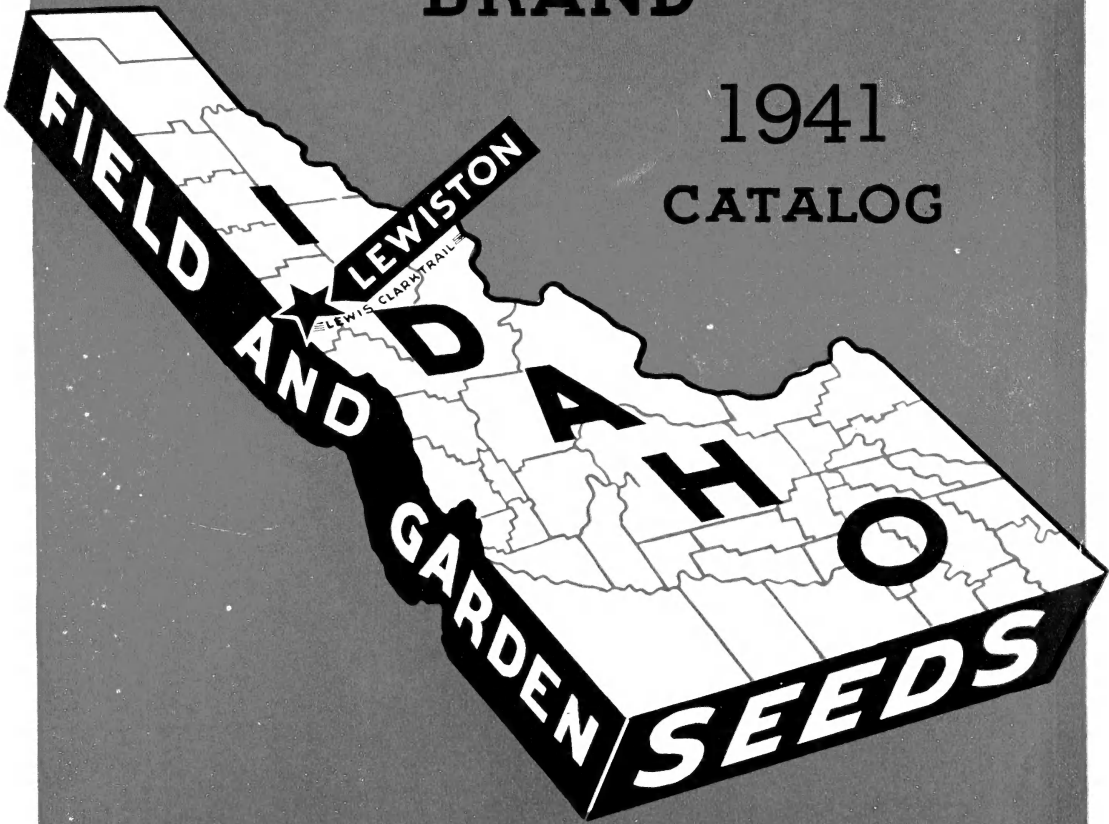 BRAND
1941
CATALOG
FIELD
AND
GARDEN
SEEDS
IDAHO
LEWISTON
LEWIS CLARK TRAIL